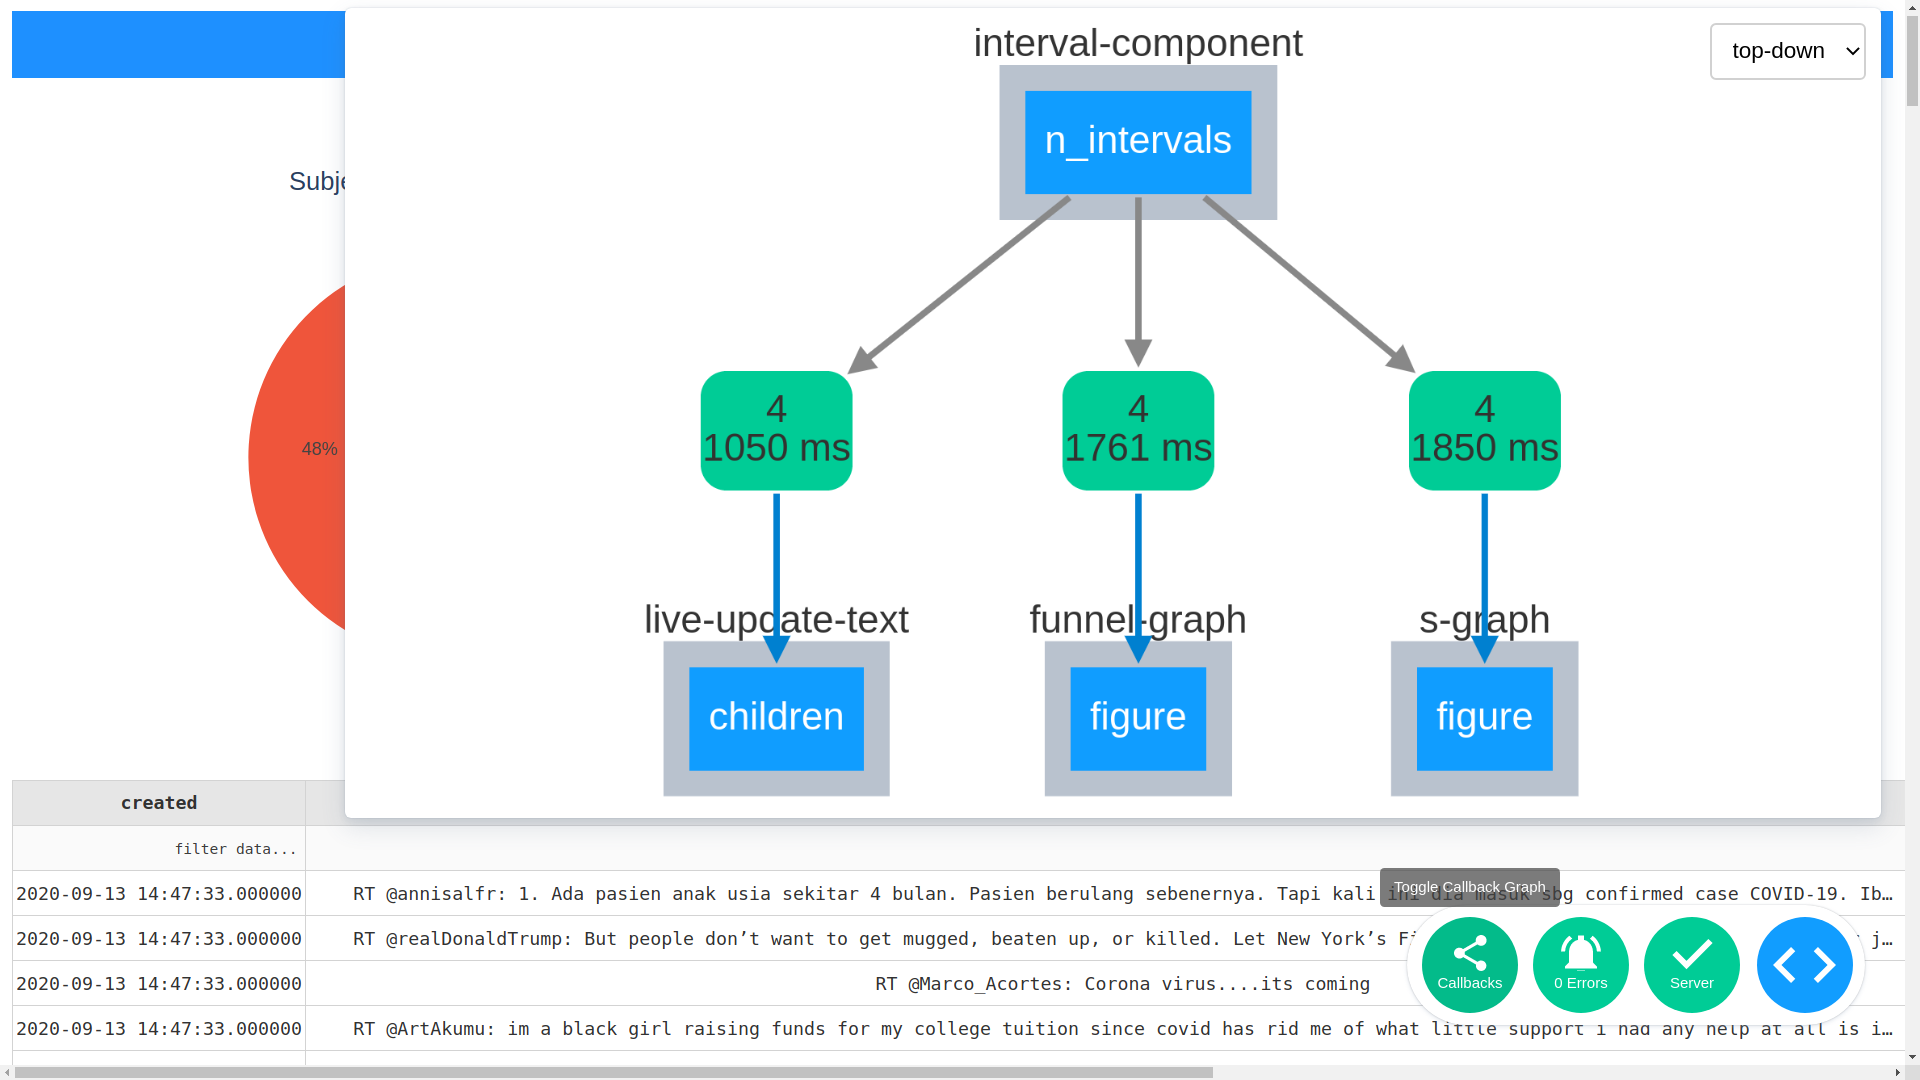 interval-component
top-down
n_intervals
Subje
48%
4
1050 ms
4
1761 ms
4
1850 ms
live-update-text
funnel-graph
s-graph
children
figure
figure
created
filter data...
2020-09-13 14:47:33.000000 RT @annisalfr: 1. Ada pasien anak usia sekitar 4 bulan. Pasien berulang sebenernya. Tapi kali ini dia masuk sbg confirmed case COVID-19. Ib…
Toggle Callback Graph
2020-09-13 14:47:33.000000 RT @realDonaldTrump: But people don’t want to get mugged, beaten up, or killed. Let New York’s Fi j…
2020-09-13 14:47:33.000000 RT @Marco_Acortes: Corona virus....its coming
Callbacks
0 Errors
Server
2020-09-13 14:47:33.000000 RT @ArtAkumu: im a black girl raising funds for my college tuition since covid has rid me of what little support i had any help at all is i…